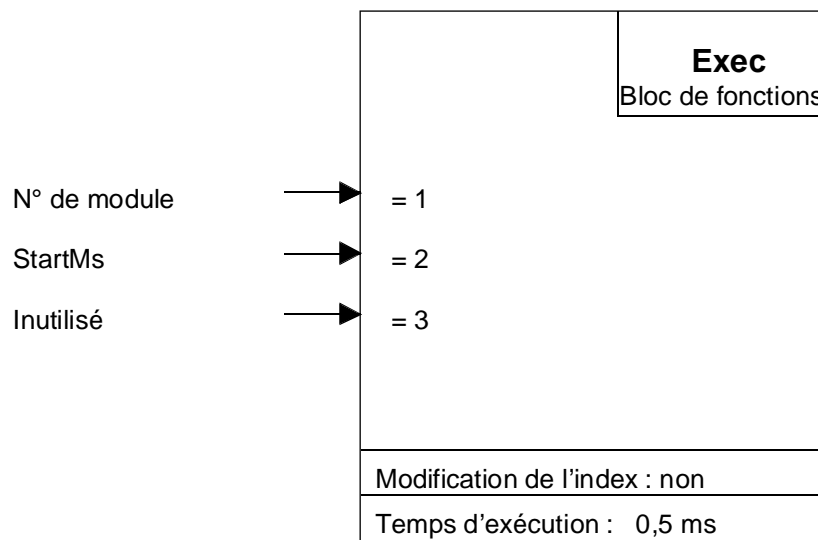 Exec
Bloc de fonctions
N° de module = 1
StartMs = 2
Inutilisé = 3
Modification de l'index : non
Temps d'exécution : 0,5 ms